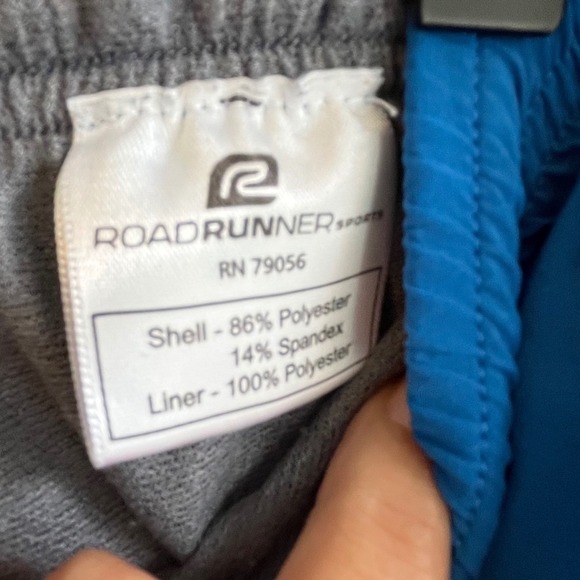 ROADRUNNER SPORTS
RN 79056
Shell - 86% Polyester
14% Spandex
Liner - 100% Polyester